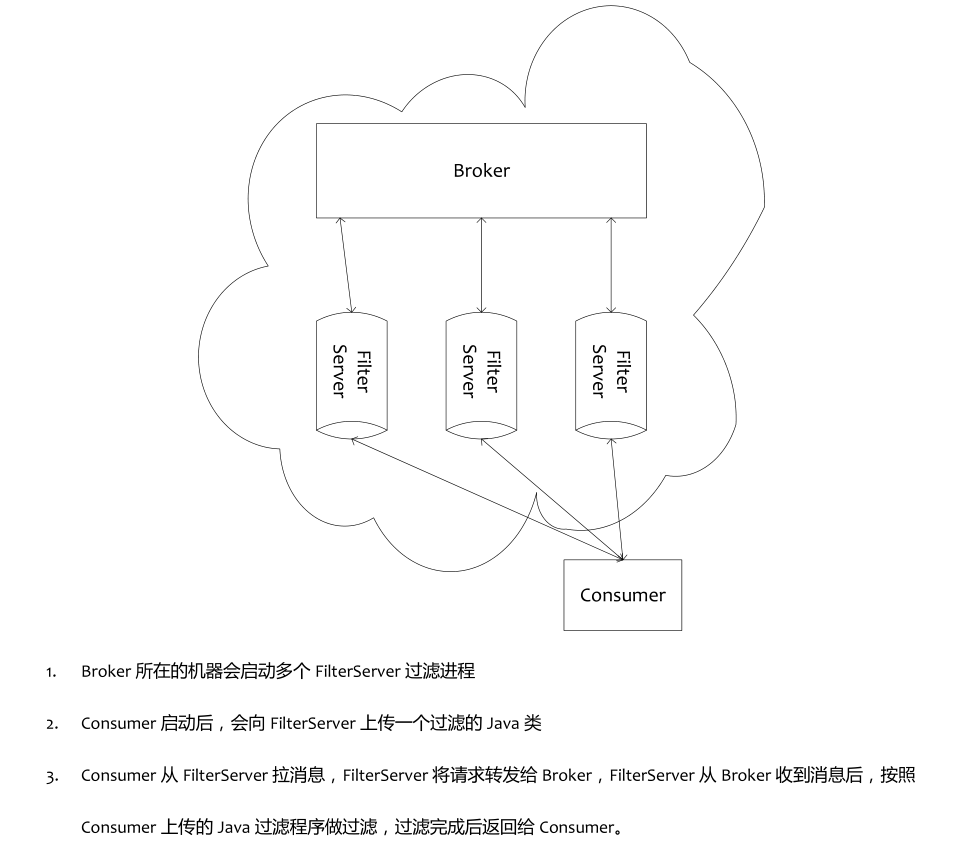 Broker
Filter
Server
Filter
Server
Filter
Server
Consumer
1. Broker 所在的机器会启动多个 FilterServer 过滤进程
2. Consumer 启动后，会向 FilterServer 上传一个过滤的 Java 类
3. Consumer 从 FilterServer 拉消息，FilterServer 将请求转发给 Broker，FilterServer 从 Broker 收到消息后，按照
Consumer 上传的 Java 过滤程序做过滤，过滤完成后返回给 Consumer。